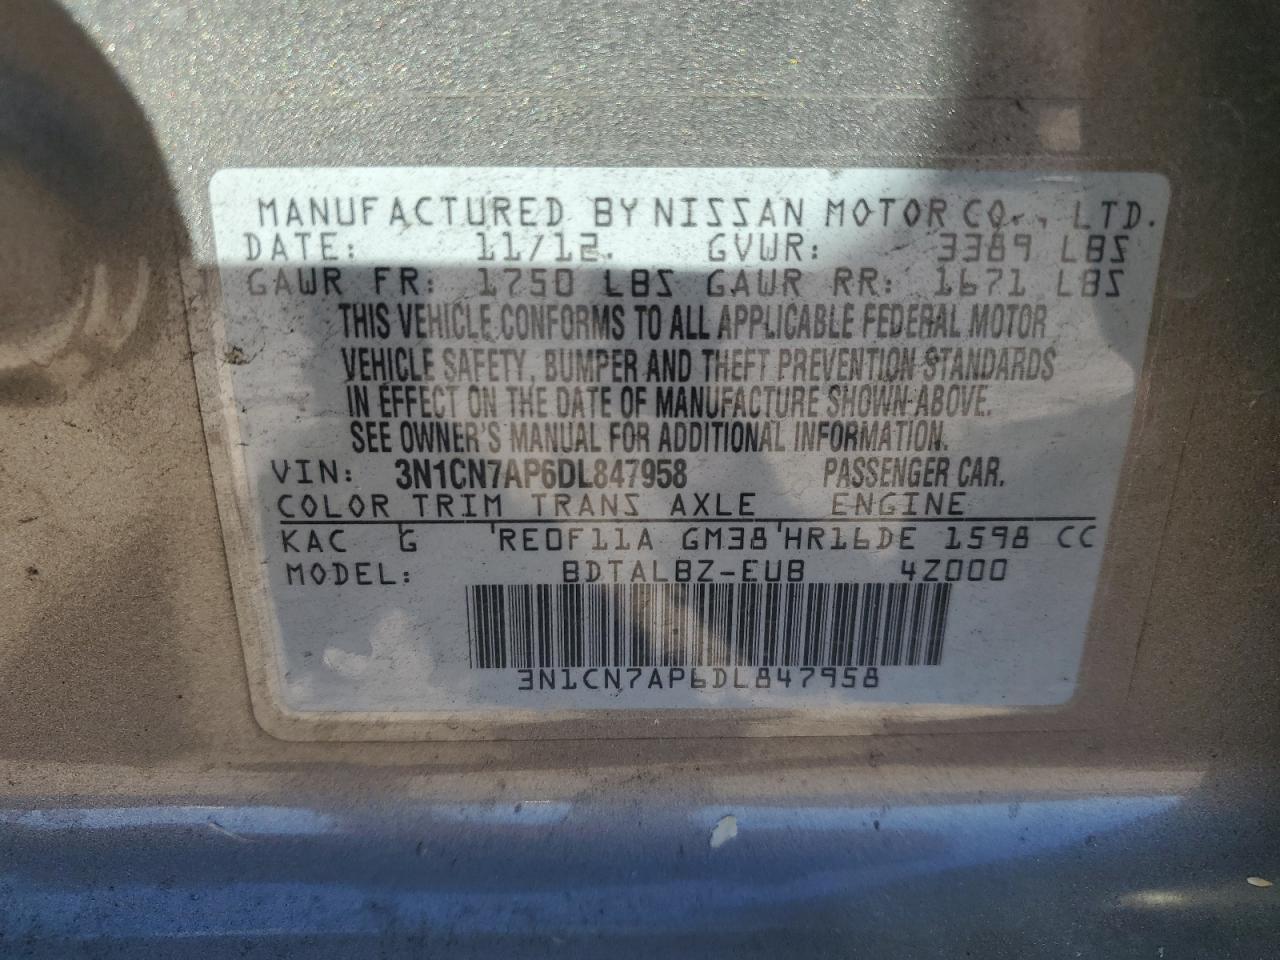 MANUFACTURED BY NISSAN MOTOR CO., LTD.
DATE: 11/12 GVWR: 3389 LBS
GAWR FR: 1750 LBS GAWR RR: 1671 LBS
THIS VEHICLE CONFORMS TO ALL APPLICABLE FEDERAL MOTOR
VEHICLE SAFETY, BUMPER AND THEFT PREVENTION STANDARDS
IN EFFECT ON THE DATE OF MANUFACTURE SHOWN ABOVE.
SEE OWNER'S MANUAL FOR ADDITIONAL INFORMATION.
VIN: 3N1CN7AP6DL847958 PASSENGER CAR.
COLOR TRIM TRANS AXLE ENGINE
KAC G RE0F11A GM38 HR16DE 1598 CC
MODEL: BDTALBZ-EUB 4Z000
3N1CN7AP6DL847958